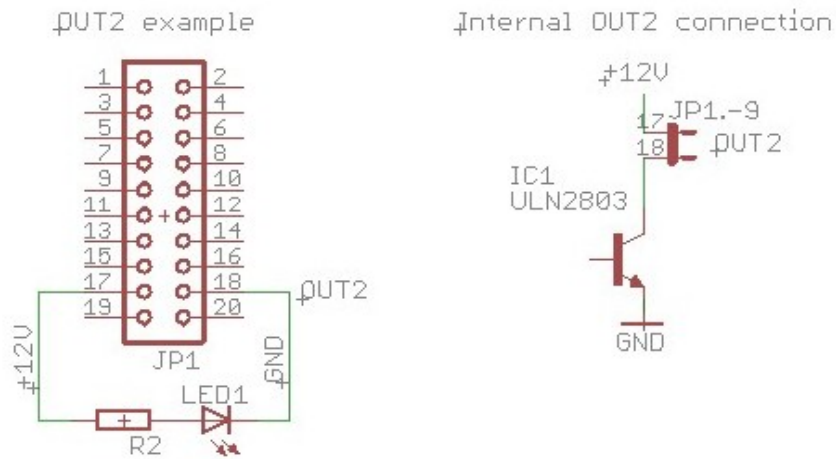 OUT2 example
1 2
3 4
5 6
7 8
9 10
11 12
13 14
15 16
17 18 OUT2
19 20
JP1
+12V
GND
LED1
R2
Internal OUT2 connection
+12V
JP1.-9
17
18 OUT2
IC1
ULN2803
GND